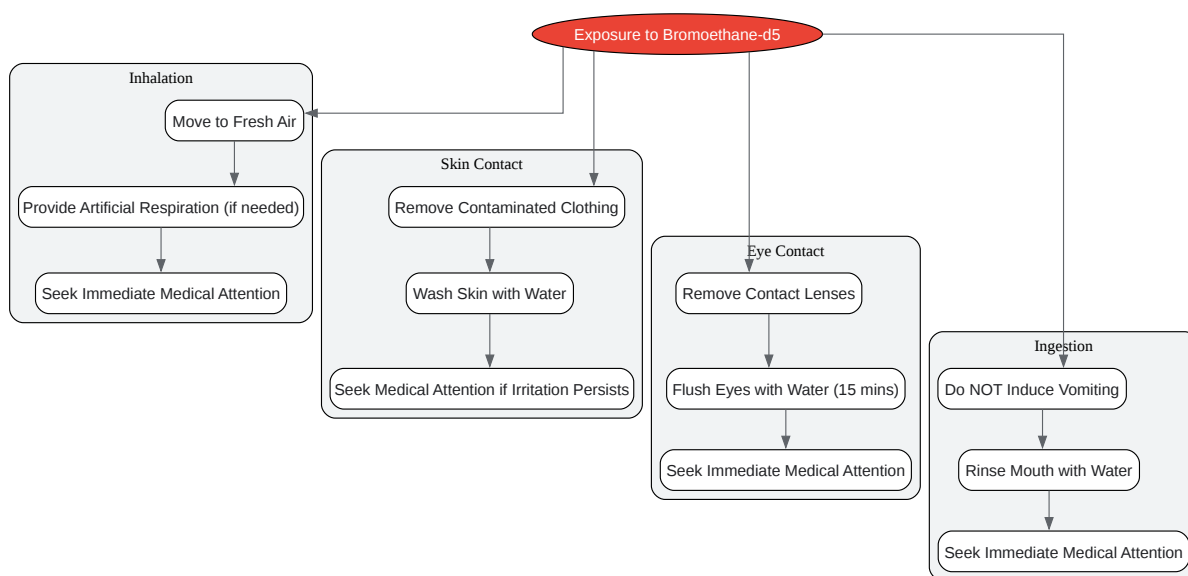 Exposure to Bromoethane-d5
Inhalation
Move to Fresh Air
Provide Artificial Respiration (if needed)
Seek Immediate Medical Attention
Skin Contact
Remove Contaminated Clothing
Wash Skin with Water
Seek Medical Attention if Irritation Persists
Eye Contact
Remove Contact Lenses
Flush Eyes with Water (15 mins)
Seek Immediate Medical Attention
Ingestion
Do NOT Induce Vomiting
Rinse Mouth with Water
Seek Immediate Medical Attention